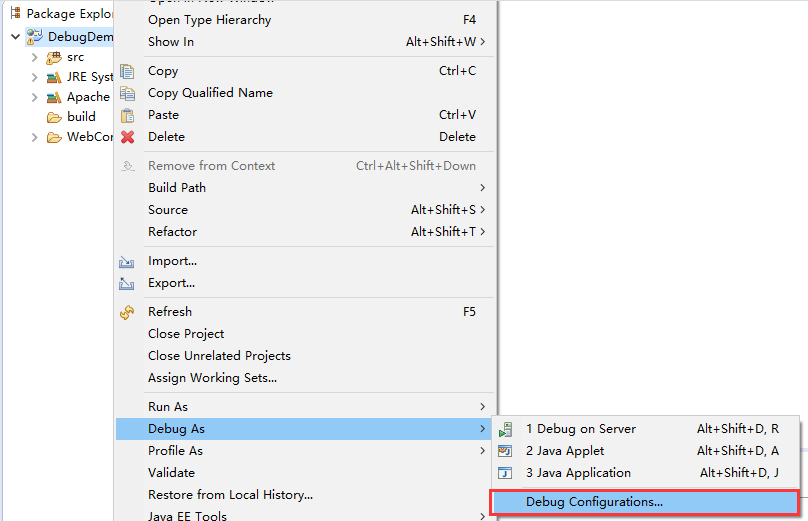 Package Explor
DebugDem
src
JRE Syst
Apache
build
WebCon
Open Type Hierarchy F4
Show In Alt+Shift+W
Copy Ctrl+C
Copy Qualified Name
Paste Ctrl+V
Delete Delete
Remove from Context Ctrl+Alt+Shift+Down
Build Path
Source Alt+Shift+S
Refactor Alt+Shift+T
Import...
Export...
Refresh F5
Close Project
Close Unrelated Projects
Assign Working Sets...
Run As
Debug As
Profile As
Validate
Restore from Local History...
Java EE Tools
1 Debug on Server Alt+Shift+D, R
2 Java Applet Alt+Shift+D, A
3 Java Application Alt+Shift+D, J
Debug Configurations...